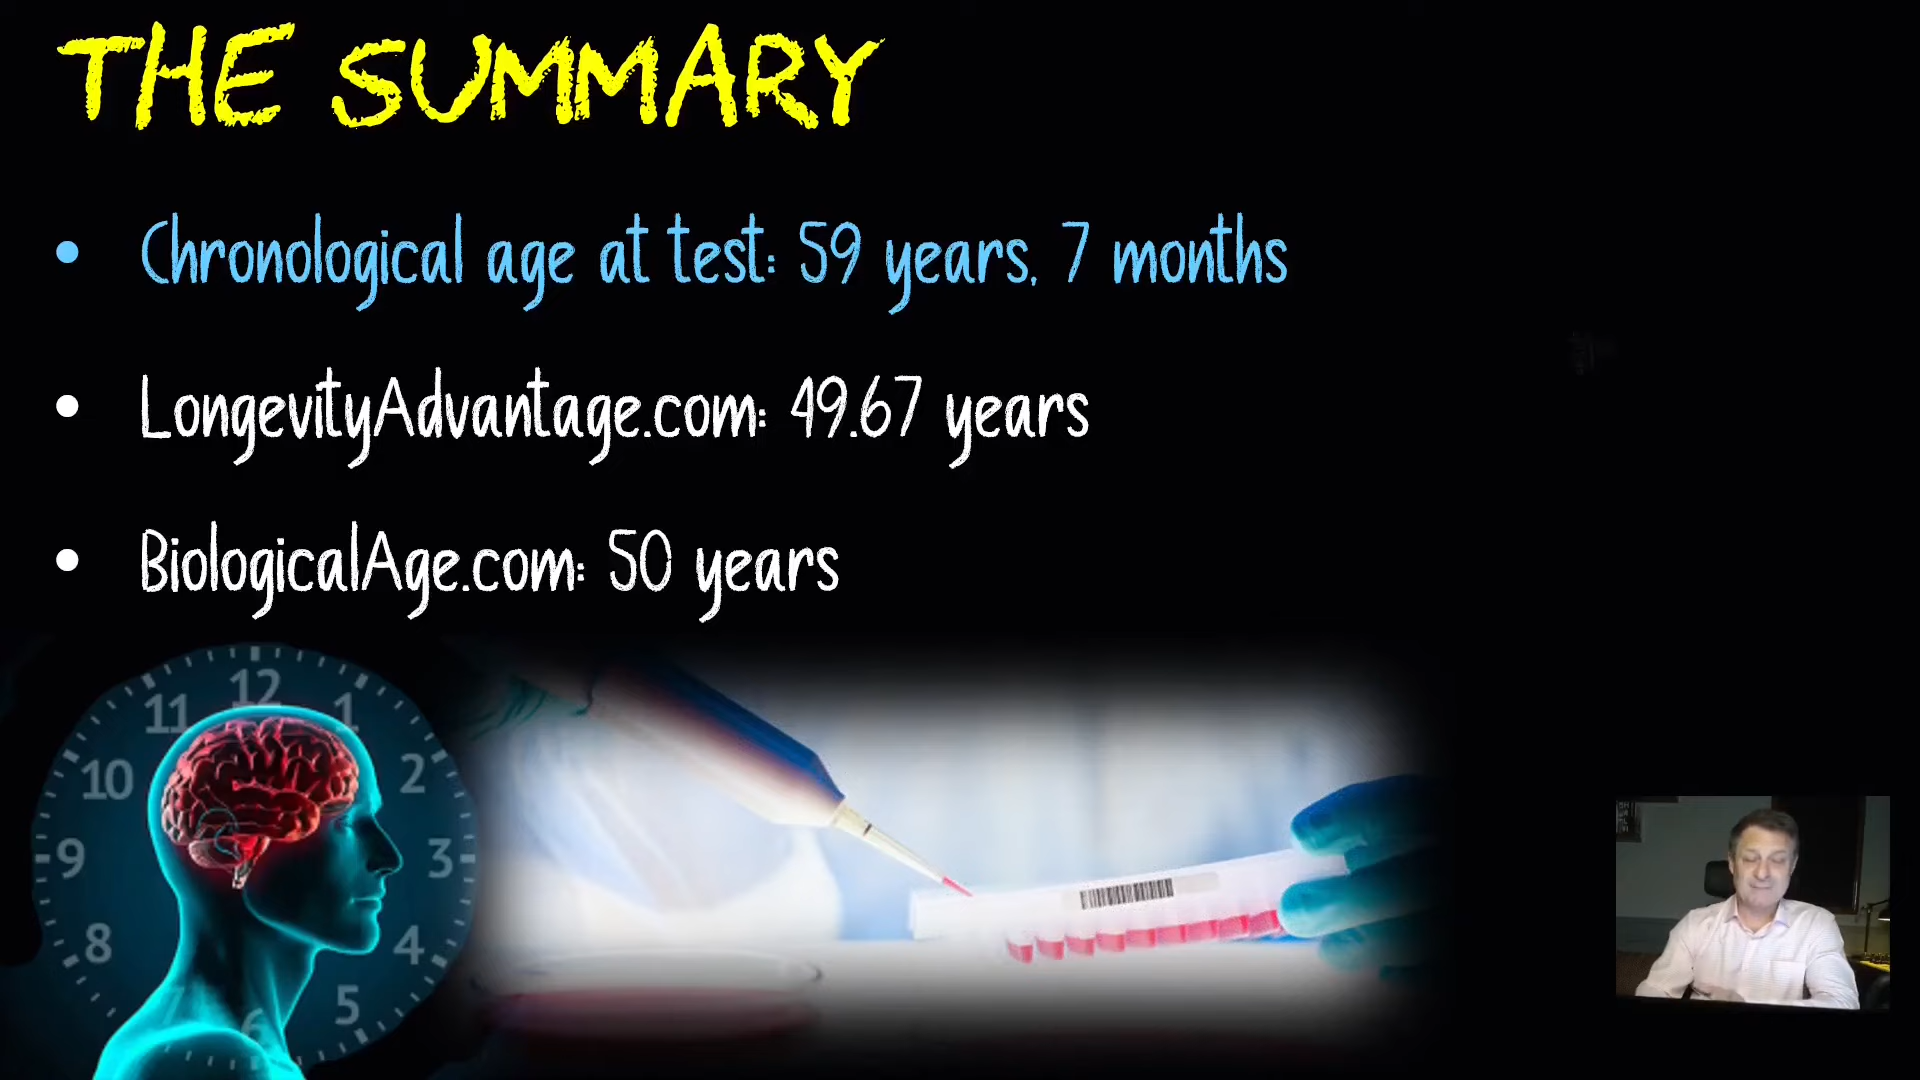 THE SUMMARY
• Chronological age at test: 59 years, 7 months
• LongevityAdvantage.com: 49.67 years
• BiologicalAge.com: 50 years
12
11
1
10
2
9
3
8
4
5
6